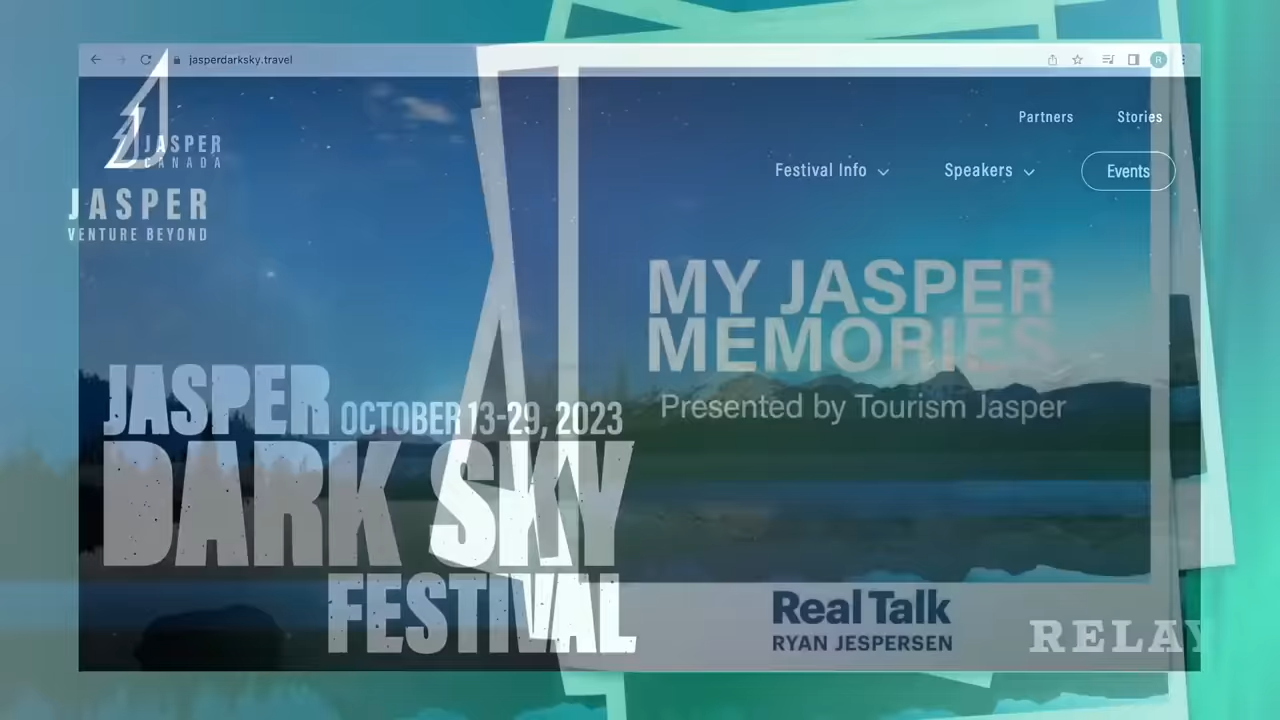 jasperdarksky.travel
R
Partners
Stories
JASPER
CANADA
Festival Info
Speakers
Events
JASPER
VENTURE BEYOND
MY JASPER
MEMORIES
Presented by Tourism Jasper
JASPER OCTOBER 13-29, 2023
DARK SKY
FESTIVAL
Real Talk
RYAN JESPERSEN
RELAY